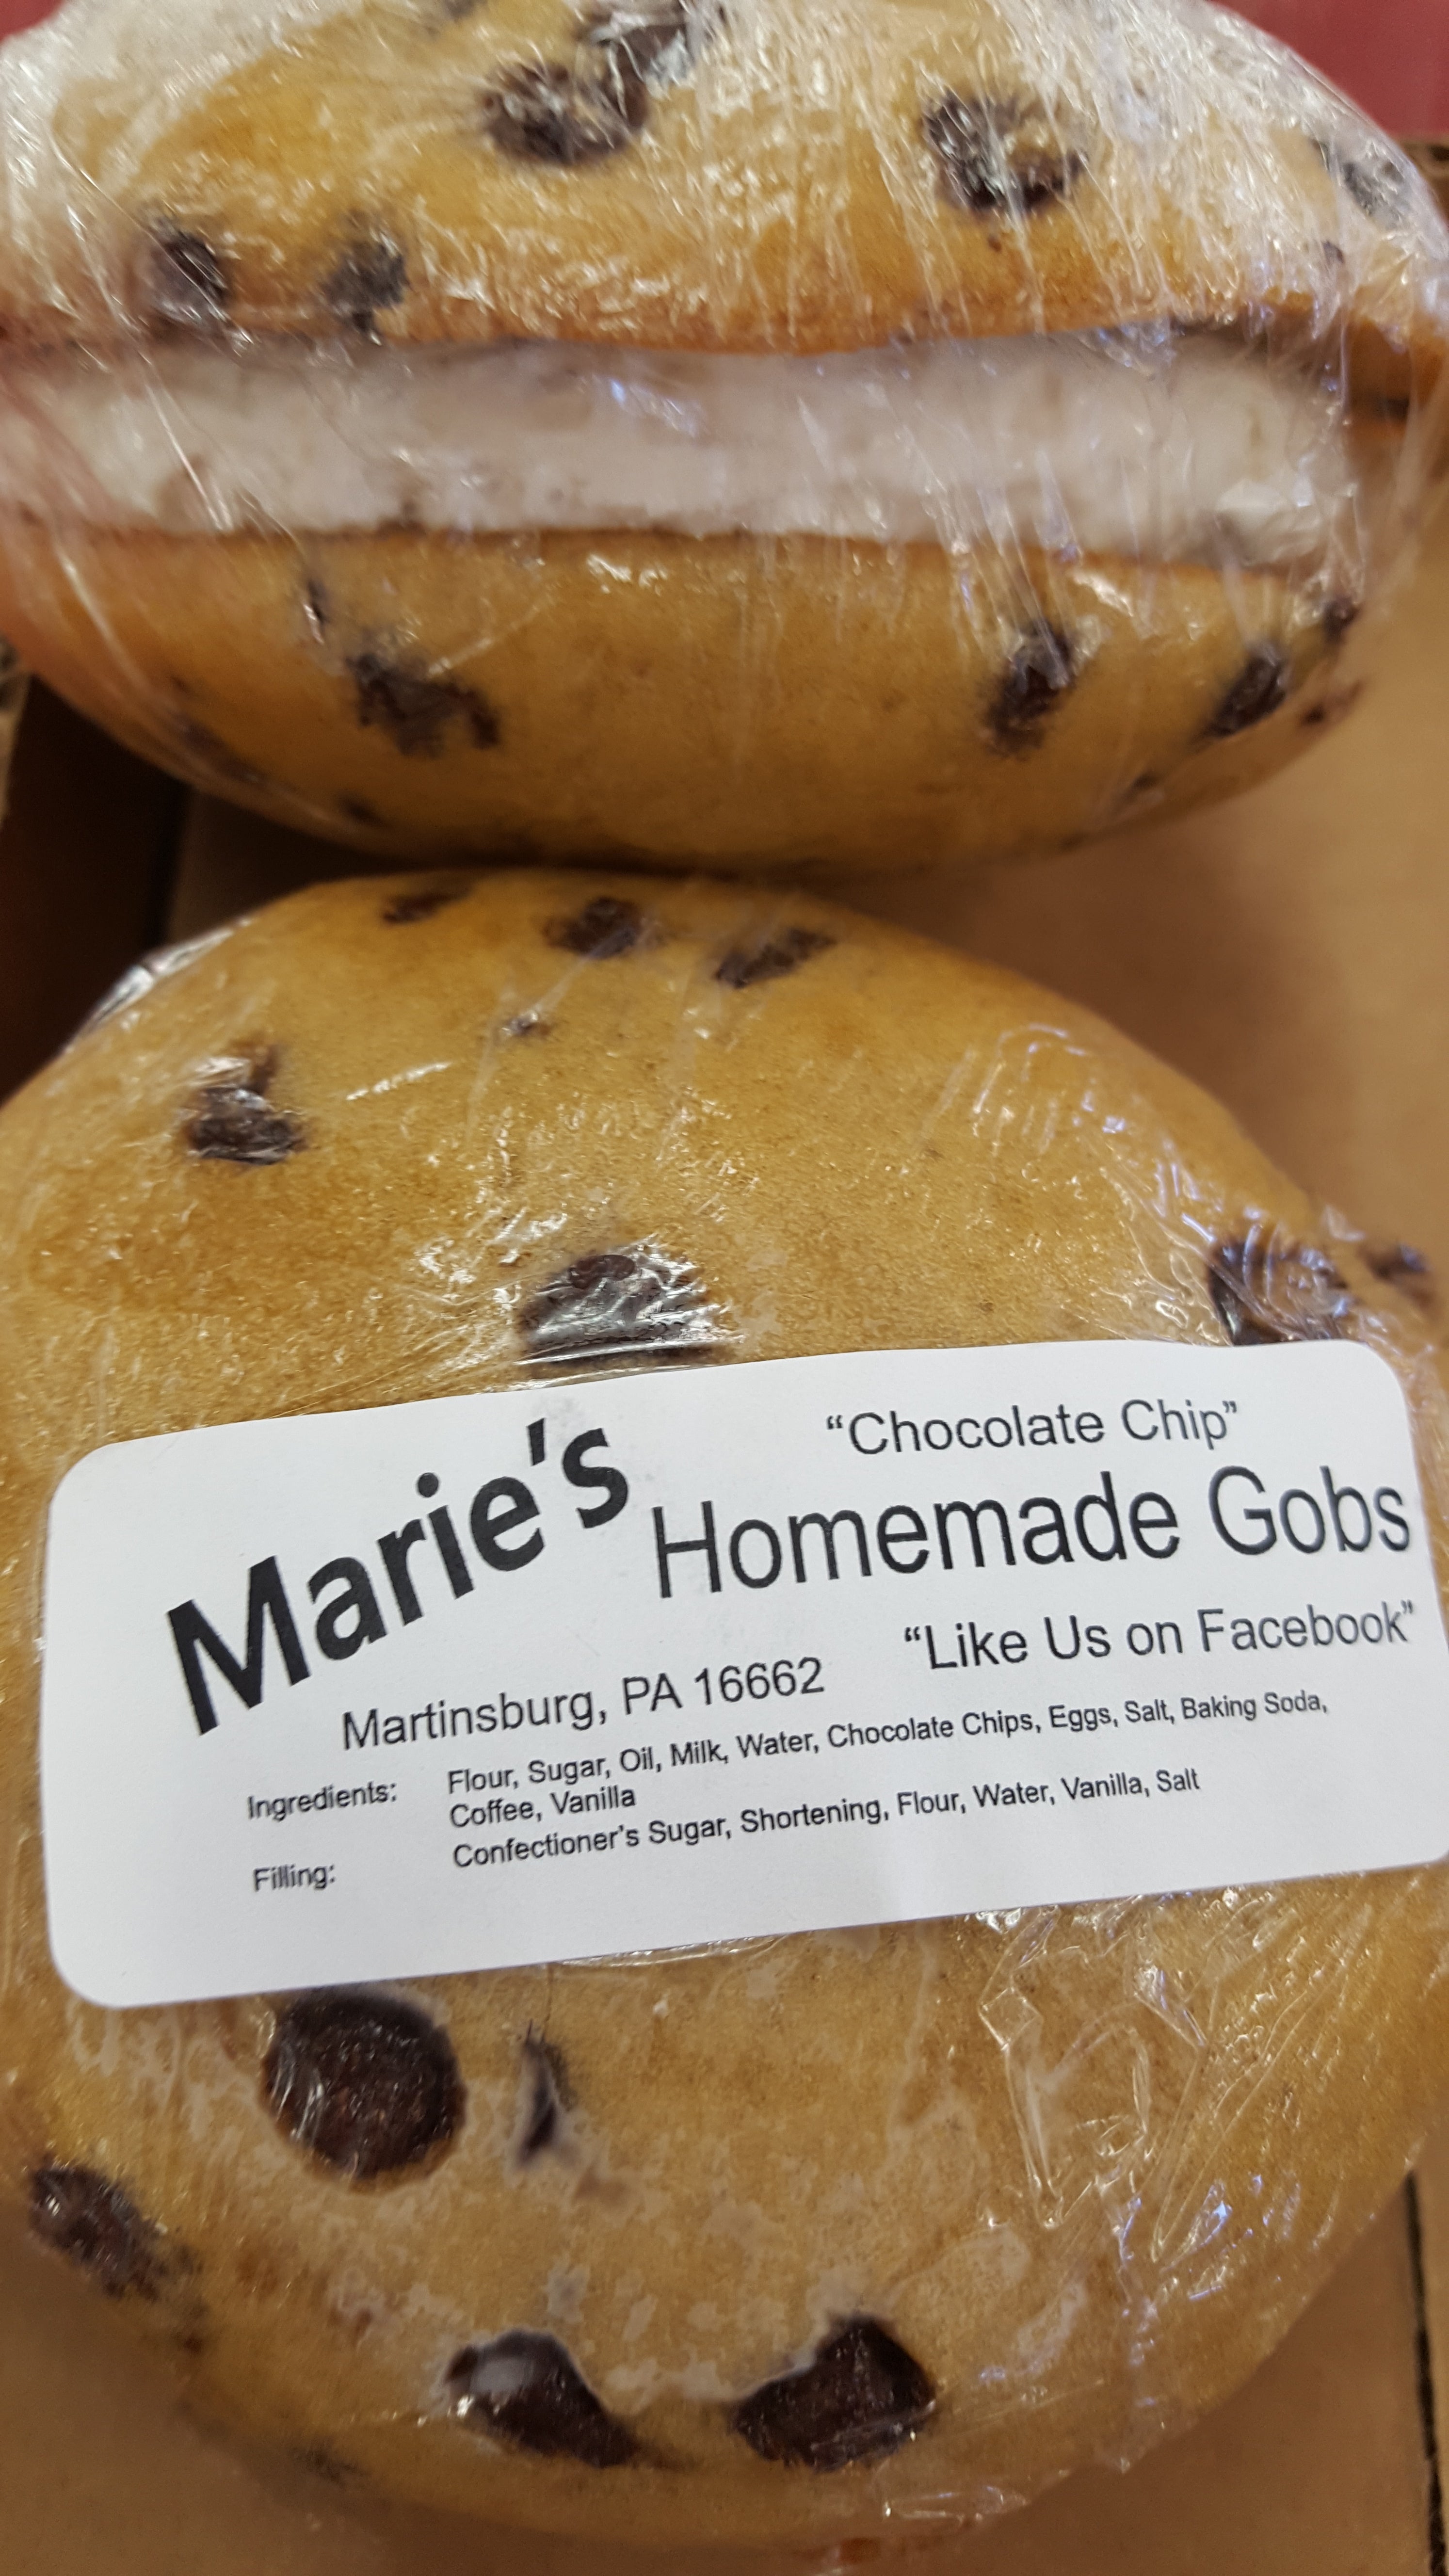 Marie's
“Chocolate Chip”
Homemade Gobs
“Like Us on Facebook”
Martinsburg, PA 16662
Ingredients: Flour, Sugar, Oil, Milk, Water, Chocolate Chips, Eggs, Salt, Baking Soda,
Coffee, Vanilla
Filling: Confectioner's Sugar, Shortening, Flour, Water, Vanilla, Salt